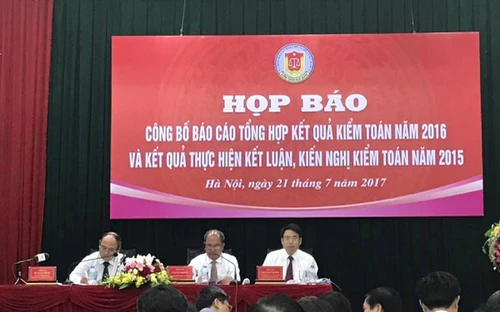 HỌP BÁO
CÔNG BỐ BÁO CÁO TỔNG HỢP KẾT QUẢ KIỂM TOÁN NĂM 2016
VÀ KẾT QUẢ THỰC HIỆN KẾT LUẬN, KIẾN NGHỊ KIỂM TOÁN NĂM 2015
Hà Nội, ngày 21 tháng 7 năm 2017